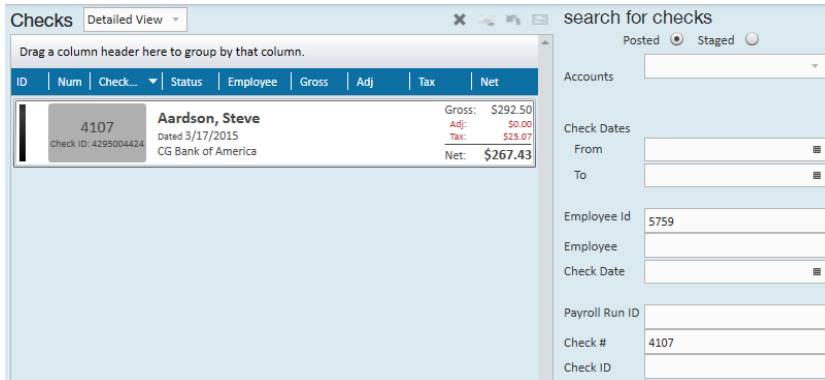 Checks Detailed View
Drag a column header here to group by that column.
ID Num Check... Status Employee Gross Adj Tax Net
4107
Check ID: 4295004424
Aardson, Steve
Dated 3/17/2015
CG Bank of America
Gross: $292.50
Adj: $0.00
Tax: $25.07
Net: $267.43
search for checks
Posted Staged
Accounts
Check Dates
From
To
Employee Id 5759
Employee
Check Date
Payroll Run ID
Check # 4107
Check ID